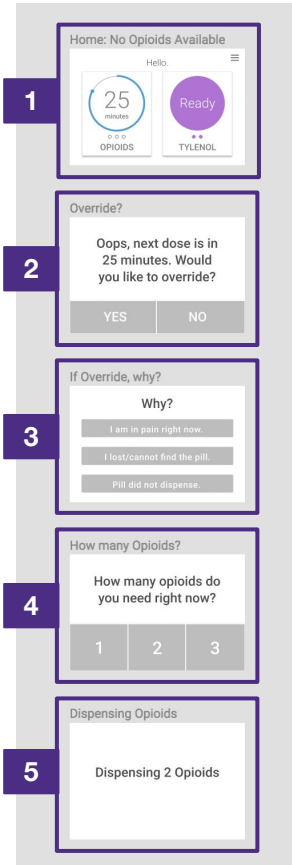 Home: No Opioids Available
1
Hello.
25
minutes
OPIOIDS
Ready
TYLENOL
Override?
2
Oops, next dose is in
25 minutes. Would
you like to override?
YES NO
If Override, why?
3
Why?
I am in pain right now.
I lost/cannot find the pill.
Pill did not dispense.
How many Opioids?
4
How many opioids do
you need right now?
1 2 3
Dispensing Opioids
5
Dispensing 2 Opioids